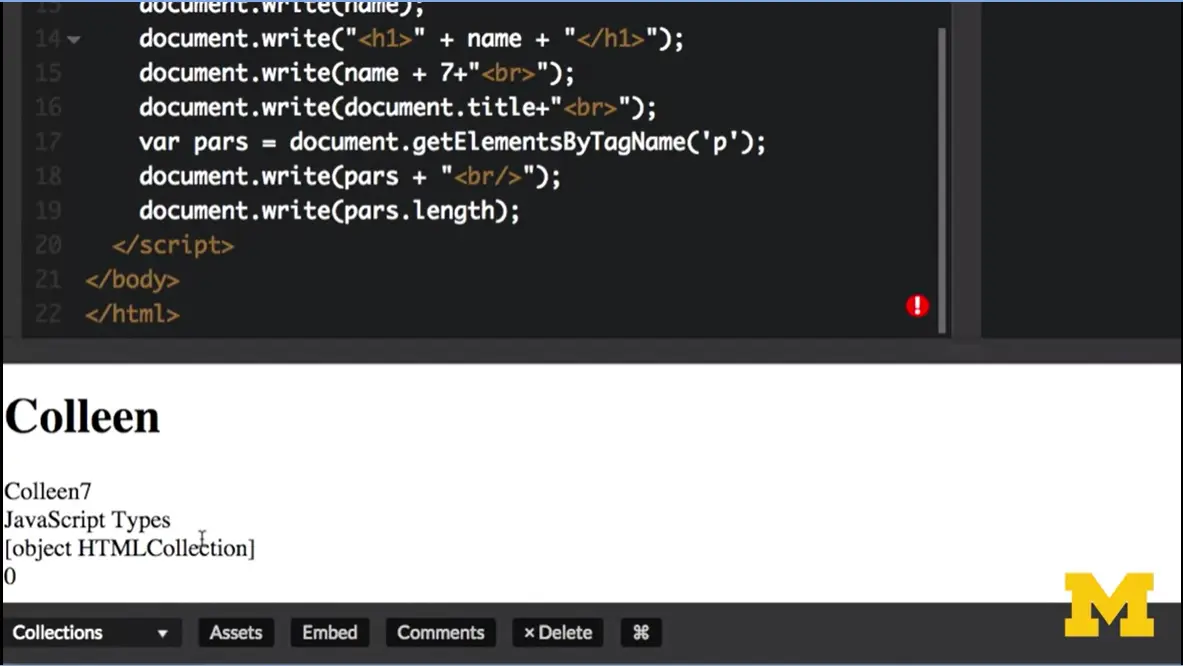 13 document.write(name);
14 document.write("<h1>" + name + "</h1>");
15 document.write(name + 7+"<br>");
16 document.write(document.title+"<br>");
17 var pars = document.getElementsByTagName('p');
18 document.write(pars + "<br/>");
19 document.write(pars.length);
20 </script>
21 </body>
22 </html>
Colleen
Colleen7
JavaScript Types
[object HTMLCollection]
0
Collections Assets Embed Comments × Delete ⌘
M